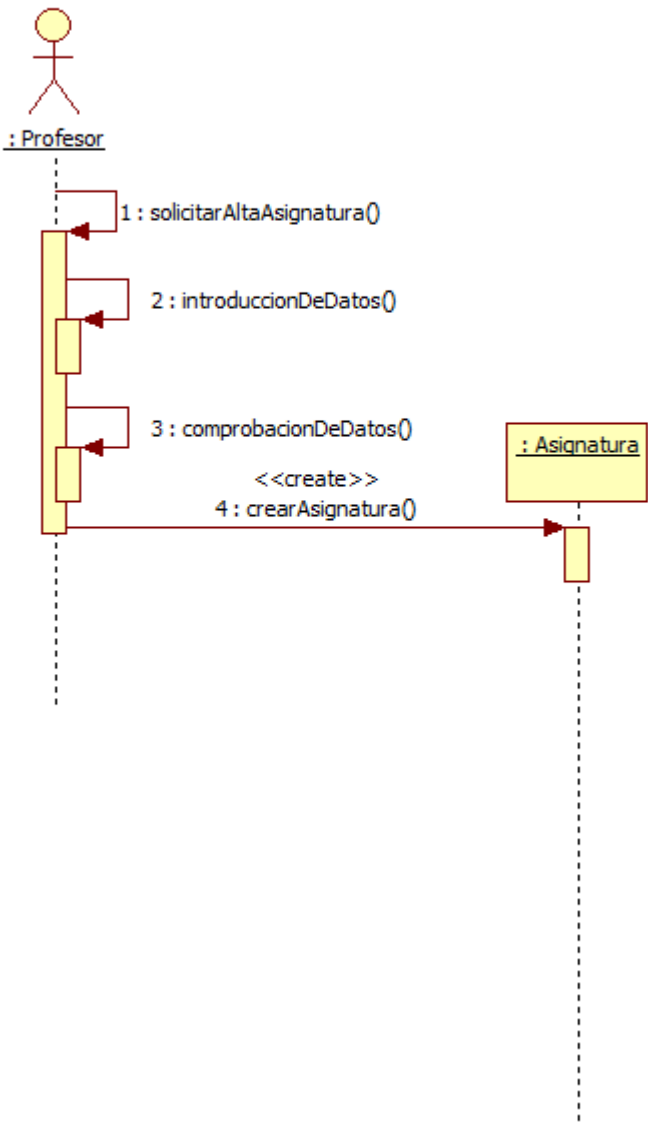 : Profesor
1 : solicitarAltaAsignatura()
2 : introduccionDeDatos()
3 : comprobacionDeDatos()
: Asignatura
<<create>>
4 : crearAsignatura()